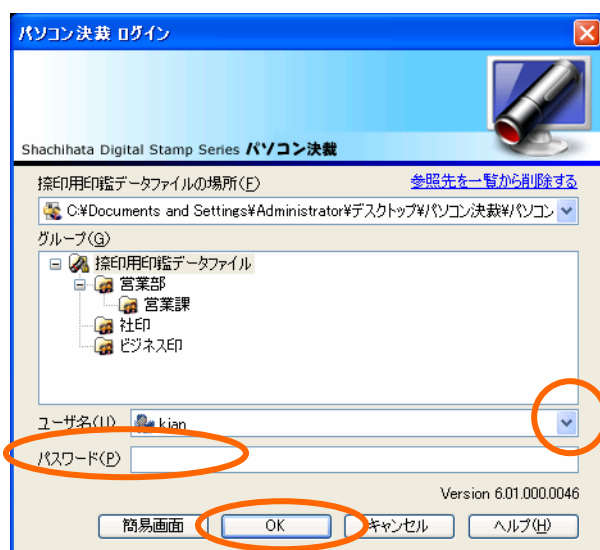 パソコン決裁 ログイン
Shachihata Digital Stamp Series パソコン決裁
捺印用印鑑データファイルの場所(F) 参照先を一覧から削除する
C:¥Documents and Settings¥Administrator¥デスクトップ¥パソコン決裁¥パソコン
グループ(G)
捺印用印鑑データファイル
営業部
営業課
社印
ビジネス印
ユーザ名(U) kian
パスワード(P)
Version 6.01.000.0046
簡易画面 OK キャンセル ヘルプ(H)